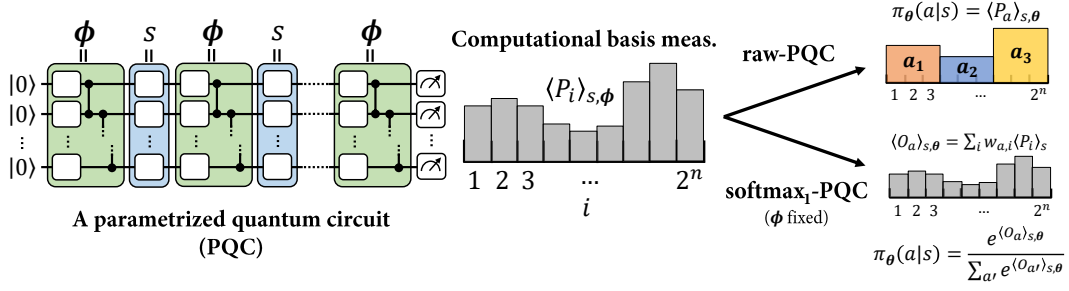 ϕ s ϕ s ϕ
|0⟩
|0⟩
⋮
|0⟩
A parametrized quantum circuit
(PQC)
Computational basis meas.
⟨P_i⟩_{s,ϕ}
1 2 3 ... 2^n
i
raw-PQC
softmax_1-PQC
(ϕ fixed)
π_θ(a|s) = ⟨P_a⟩_{s,θ}
a_1 a_2 a_3
1 2 3 ... 2^n
⟨O_a⟩_{s,θ} = ∑_i w_{a,i}⟨P_i⟩_s
1 2 3 ... 2^n
π_θ(a|s) = e^{⟨O_a⟩_{s,θ}} / ∑_{a′} e^{⟨O_{a′}⟩_{s,θ}}